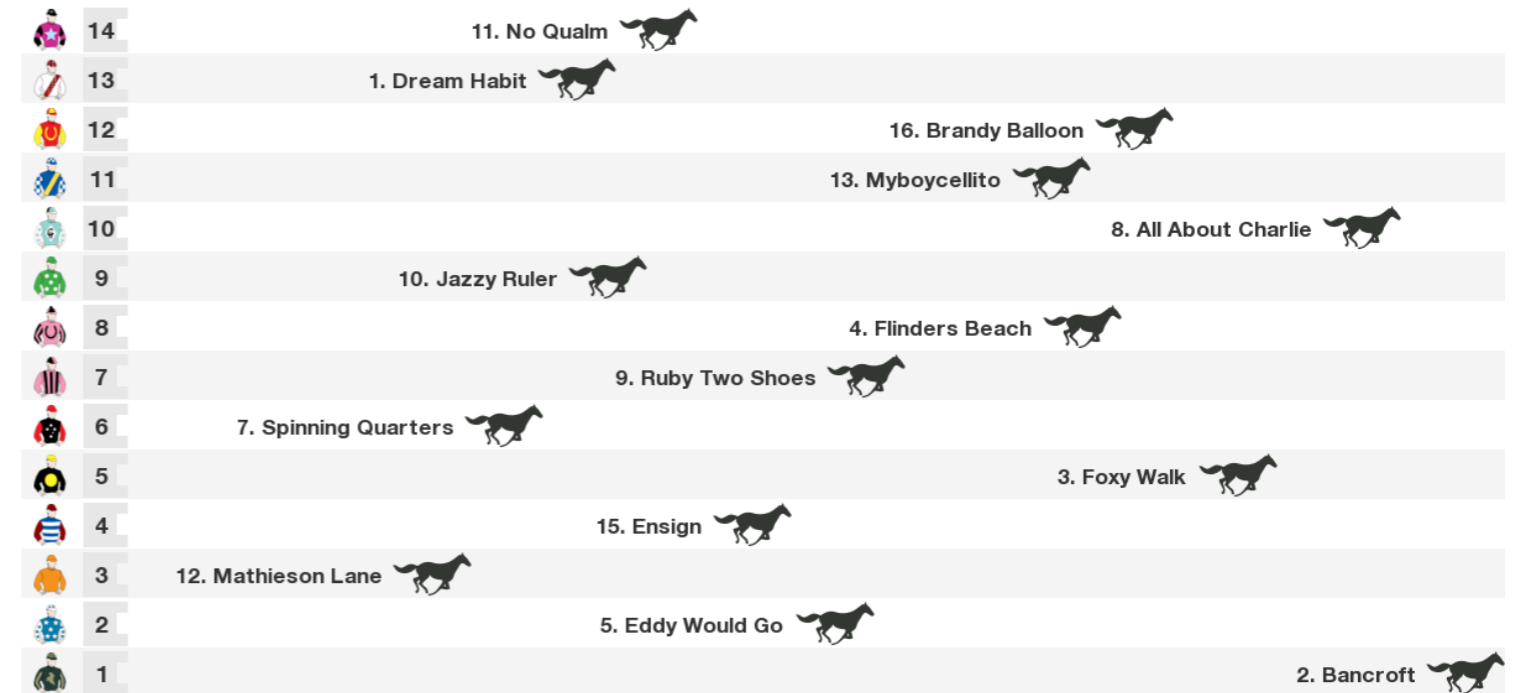 14 11. No Qualm
13 1. Dream Habit
12 16. Brandy Balloon
11 13. Myboycellito
10 8. All About Charlie
9 10. Jazzy Ruler
8 4. Flinders Beach
7 9. Ruby Two Shoes
6 7. Spinning Quarters
5 3. Foxy Walk
4 15. Ensign
3 12. Mathieson Lane
2 5. Eddy Would Go
1 2. Bancroft